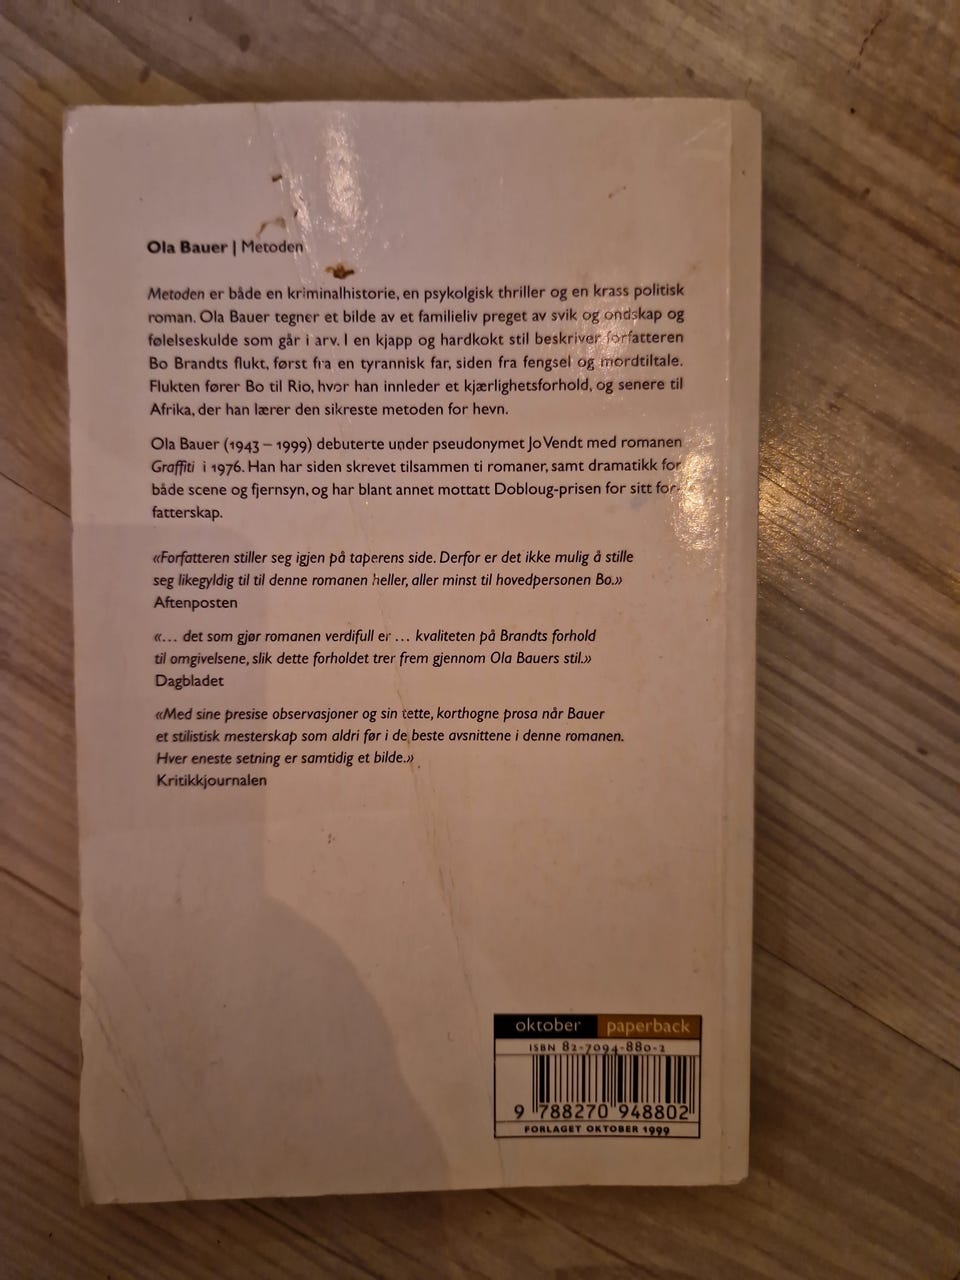 Ola Bauer | Metoden
Metoden er både en kriminalhistorie, en psykolgisk thriller og en krass politisk
roman. Ola Bauer tegner et bilde av et familieliv preget av svik og ondskap og
følelseskulde som går i arv. I en kjapp og hardkokt stil beskriver forfatteren
Bo Brandts flukt, først fra en tyrannisk far, siden fra fengsel og mordtiltale.
Flukten fører Bo til Rio, hvor han innleder et kjærlighetsforhold, og senere til
Afrika, der han lærer den sikreste metoden for hevn.
Ola Bauer (1943 – 1999) debuterte under pseudonymet Jo Vendt med romanen
Graffiti i 1976. Han har siden skrevet tilsammen ti romaner, samt dramatikk for
både scene og fjernsyn, og har blant annet mottatt Dobloug-prisen for sitt for-
fatterskap.
«Forfatteren stiller seg igjen på taperens side. Derfor er det ikke mulig å stille
seg likegyldig til til denne romanen heller, aller minst til hovedpersonen Bo.»
Aftenposten
«... det som gjør romanen verdifull er ... kvaliteten på Brandts forhold
til omgivelsene, slik dette forholdet trer frem gjennom Ola Bauers stil.»
Dagbladet
«Med sine presise observasjoner og sin tette, korthogne prosa når Bauer
et stilistisk mesterskap som aldri før i de beste avsnittene i denne romanen.
Hver eneste setning er samtidig et bilde.»
Kritikkjournalen
oktober paperback
ISBN 82-7094-880-2
9 788270 948802
FORLAGET OKTOBER 1999